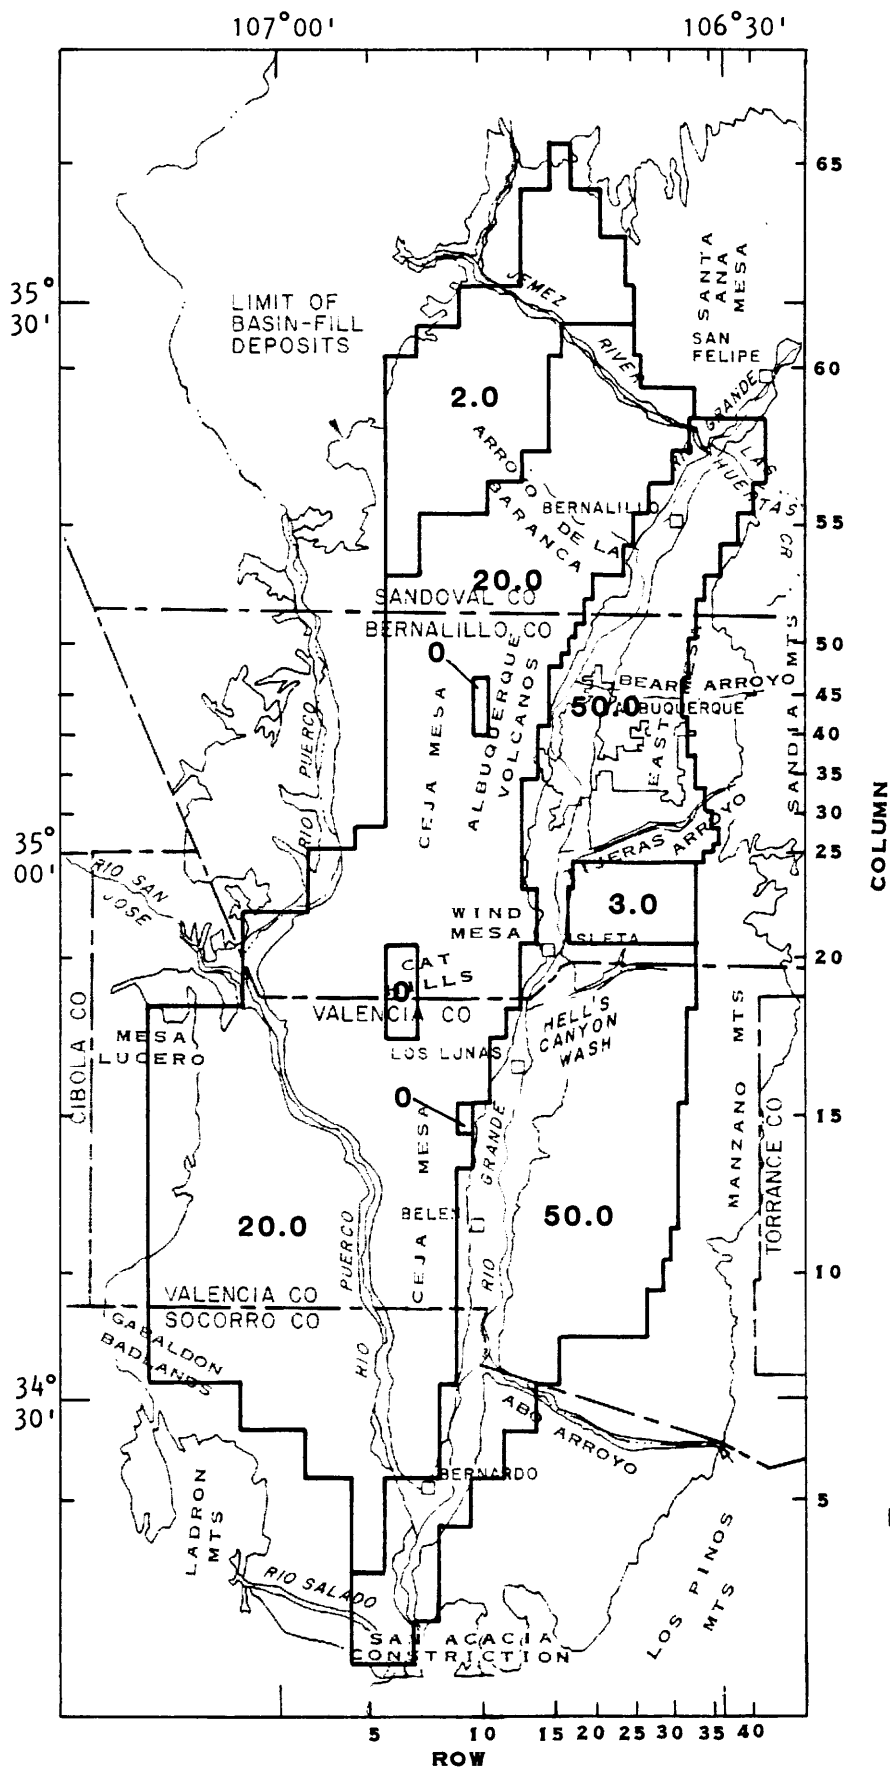 107°00'
106°30'
65
SANTA
ANA
MESA
35°
30'
JEMEZ
LIMIT OF
BASIN-FILL
DEPOSITS
RIVER
SAN
FELIPE
60
2.0
GRANDE
ARROYO
DE LA
BARANCA
LAS
HUERTAS
CR
BERNALILLO
55
20.0
SANDOVAL CO
BERNALILLO CO
50
0
BEAR ARROYO
45
50.0
ALBUQUERQUE
EAST
MESA
40
CEJA MESA
ALBUQUERQUE
VOLCANOS
RIO PUERCO
SANDIA MTS
35
30
COLUMN
TIJERAS ARROYO
35°
00'
25
RIO SAN
JOSE
3.0
WIND
MESA
ISLETA
20
CAT
HILLS
0
VALENCIA CO
HELL'S
CANYON
WASH
CIBOLA CO
MESA
LUCERO
LOS LUNAS
MANZANO MTS
TORRANCE CO
0
15
CEJA MESA
RIO GRANDE
20.0
BELEN
50.0
RIO PUERCO
10
VALENCIA CO
SOCORRO CO
GABALDON
BADLANDS
34°
30'
ABO ARROYO
BERNARDO
5
LADRON
MTS
RIO SALADO
LOS PINOS
MTS
SAN ACACIA
CONSTRICTION
5 10 15 20 25 30 35 40
ROW